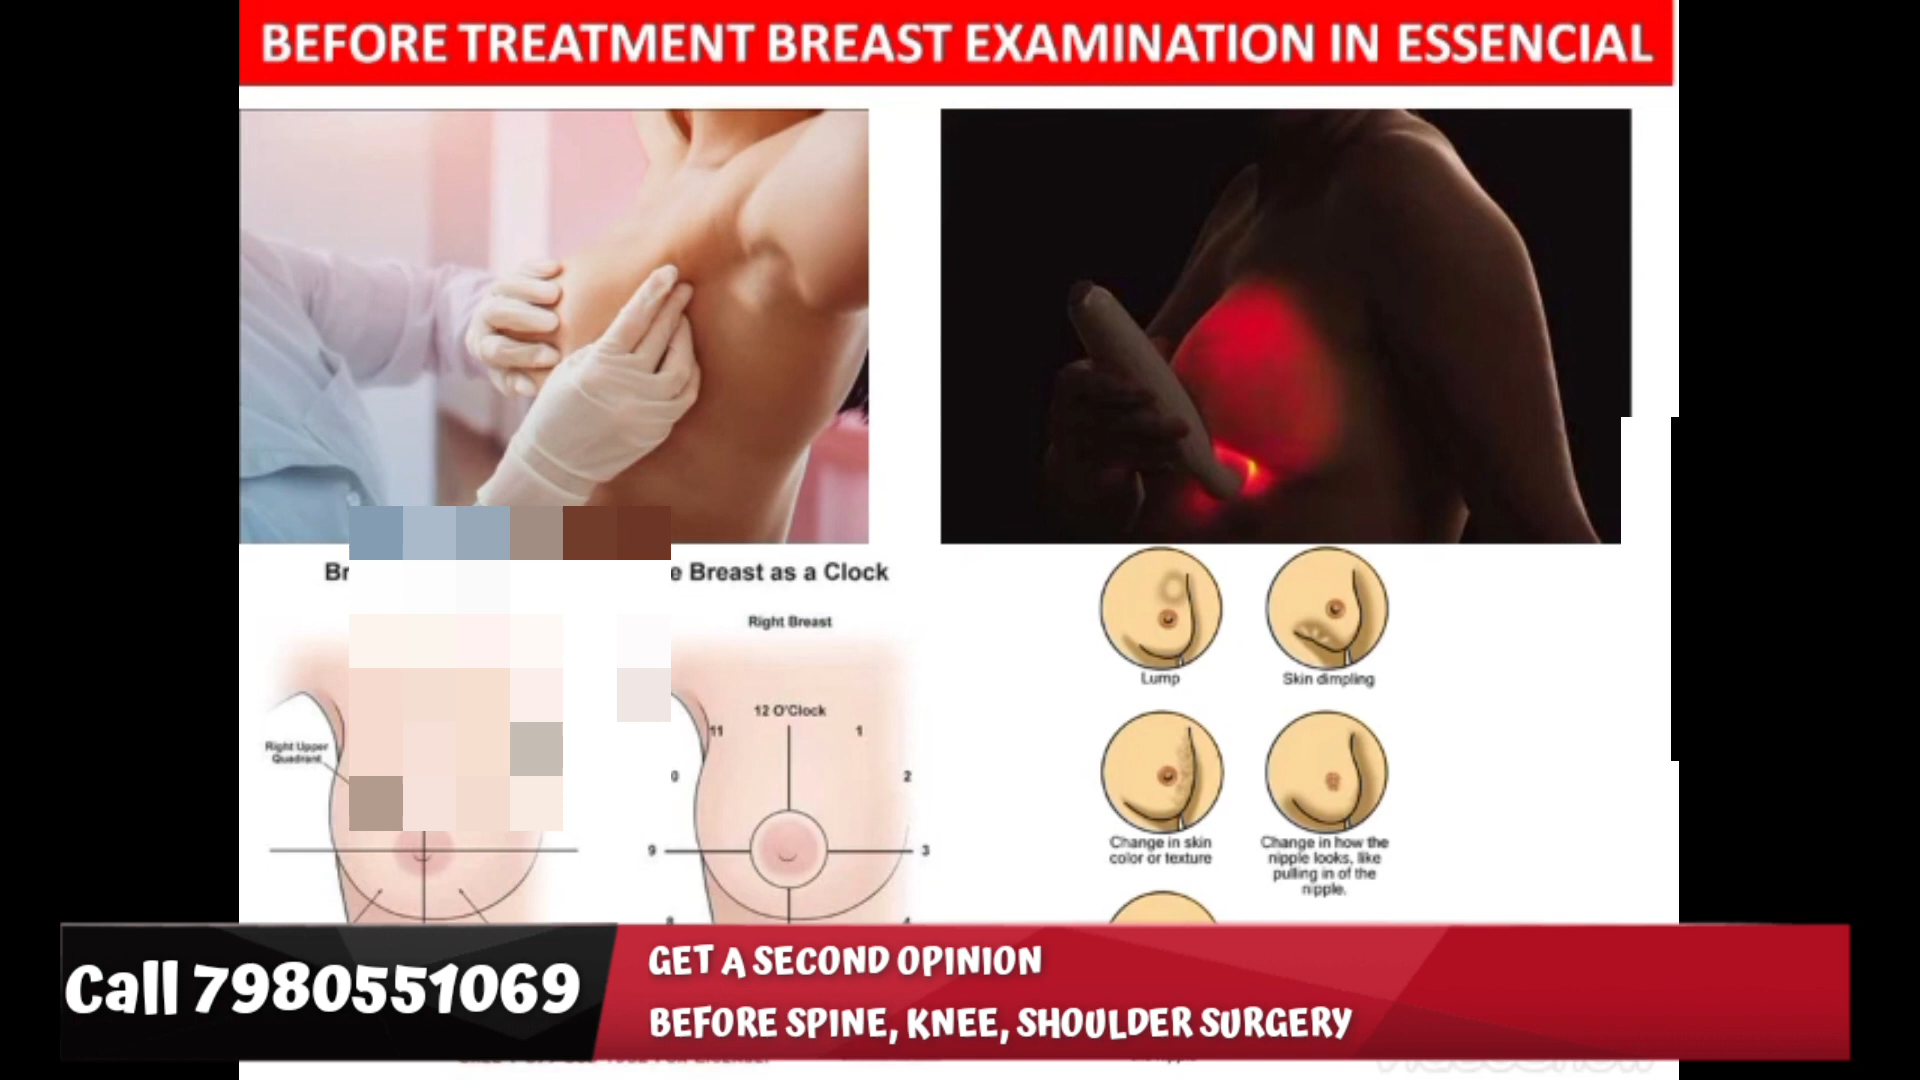 BEFORE TREATMENT BREAST EXAMINATION IN ESSENCIAL
Br
e Breast as a Clock
Right Breast
12 O'Clock
11
1
0
2
9
3
Right Upper
Quadrant
Lump
Skin dimpling
Change in skin
color or texture
Change in how the
nipple looks, like
pulling in of the
nipple.
Call 7980551069
GET A SECOND OPINION
BEFORE SPINE, KNEE, SHOULDER SURGERY